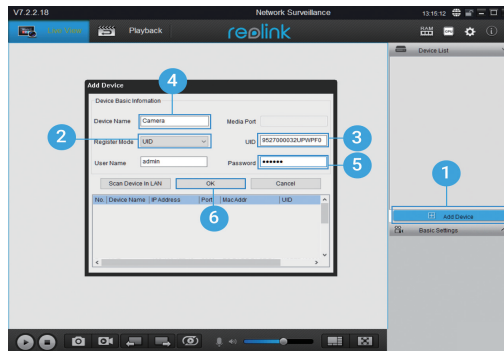 V7.2.2.18 Network Surveillance 13:15:12
Live View Playback reolink RAM
Device List
Add Device
4
Device Basic Information
Device Name Camera Media Port
2 Register Mode UID UID 9527000032UPWPF0 3
User Name admin Password •••••• 5
1
Scan Device In LAN OK Cancel
6
No. Device Name IP Address Port MacAddr UID
Add Device
Basic Settings